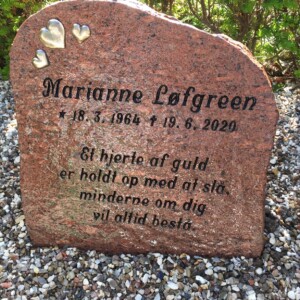 Marianne Løfgreen
* 18. 3. 1964 † 19. 6. 2020
Et hjerte af guld
er holdt op med at slå,
minderne om dig
vil altid bestå.